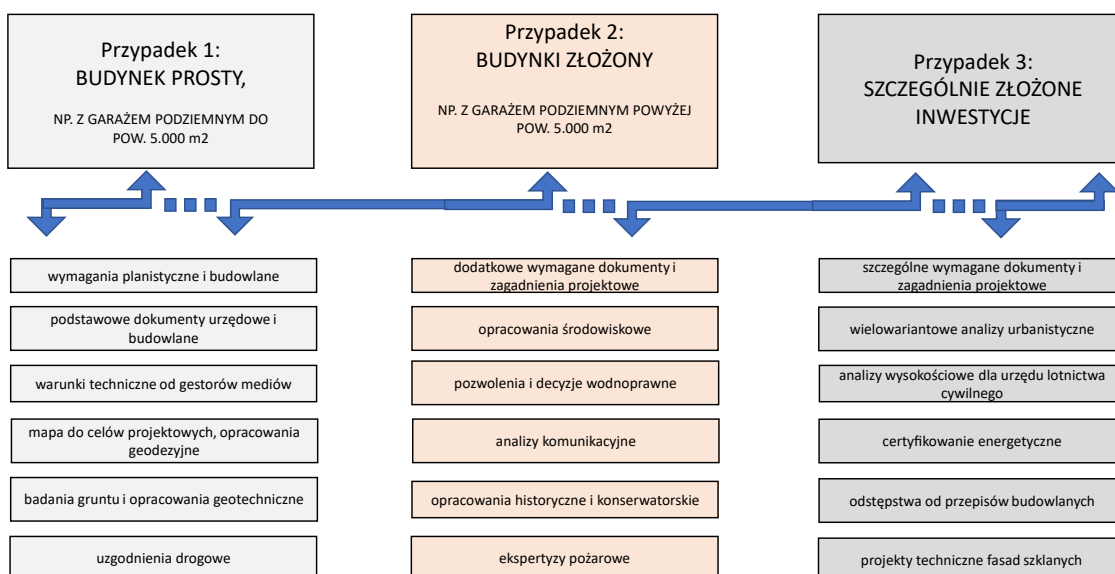 Przypadek 1:
BUDYNEK PROSTY,
NP. Z GARAŻEM PODZIEMNYM DO
POW. 5.000 m2
wymagania planistyczne i budowlane
podstawowe dokumenty urzędowe i
budowlane
warunki techniczne od gestorów mediów
mapa do celów projektowych, opracowania
geodezyjne
badania gruntu i opracowania geotechniczne
uzgodnienia drogowe
Przypadek 2:
BUDYNKI ZŁOŻONY
NP. Z GARAŻEM PODZIEMNYM POWYŻEJ
POW. 5.000 m2
dodatkowe wymagane dokumenty i
zagadnienia projektowe
opracowania środowiskowe
pozwolenia i decyzje wodnoprawne
analizy komunikacyjne
opracowania historyczne i konserwatorskie
ekspertyzy pożarowe
Przypadek 3:
SZCZEGÓLNIE ZŁOŻONE
INWESTYCJE
szczególne wymagane dokumenty i
zagadnienia projektowe
wielowariantowe analizy urbanistyczne
analizy wysokościowe dla urzędu lotnictwa
cywilnego
certyfikowanie energetyczne
odstępstwa od przepisów budowlanych
projekty techniczne fasad szklanych